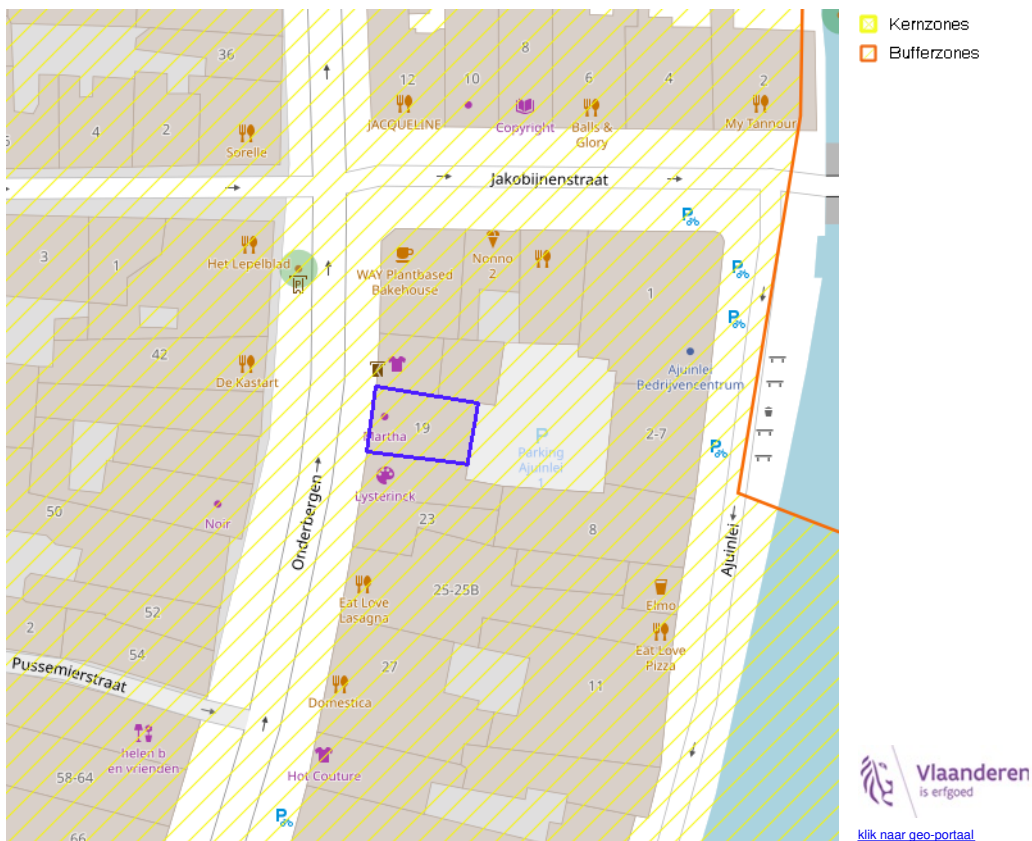 Kernzones
Bufferzones
36
8
12
10
6
4
2
jACQUELINE
Copyright
Balls &
Glory
My Tannour
4
2
Sorelle
Jakobijnenstraat
3
1
Het Lepelblad
P
WAY Plantbased
Bakehouse
Nonno
2
1
42
De Kastart
Ajuinlei
Bedrijvencentrum
Martha
19
P
Parking
Ajuinlei
1
2-7
Lysterinck
50
Noir
Onderbergen
23
8
Ajuinlei
25-25B
Eat Love
Lasagna
Elmo
52
2
54
Eat Love
Pizza
Pussemierstraat
27
11
Domestica
helen b
en vrienden
58-64
Hot Couture
66
Vlaanderen
is erfgoed
klik naar geo-portaal